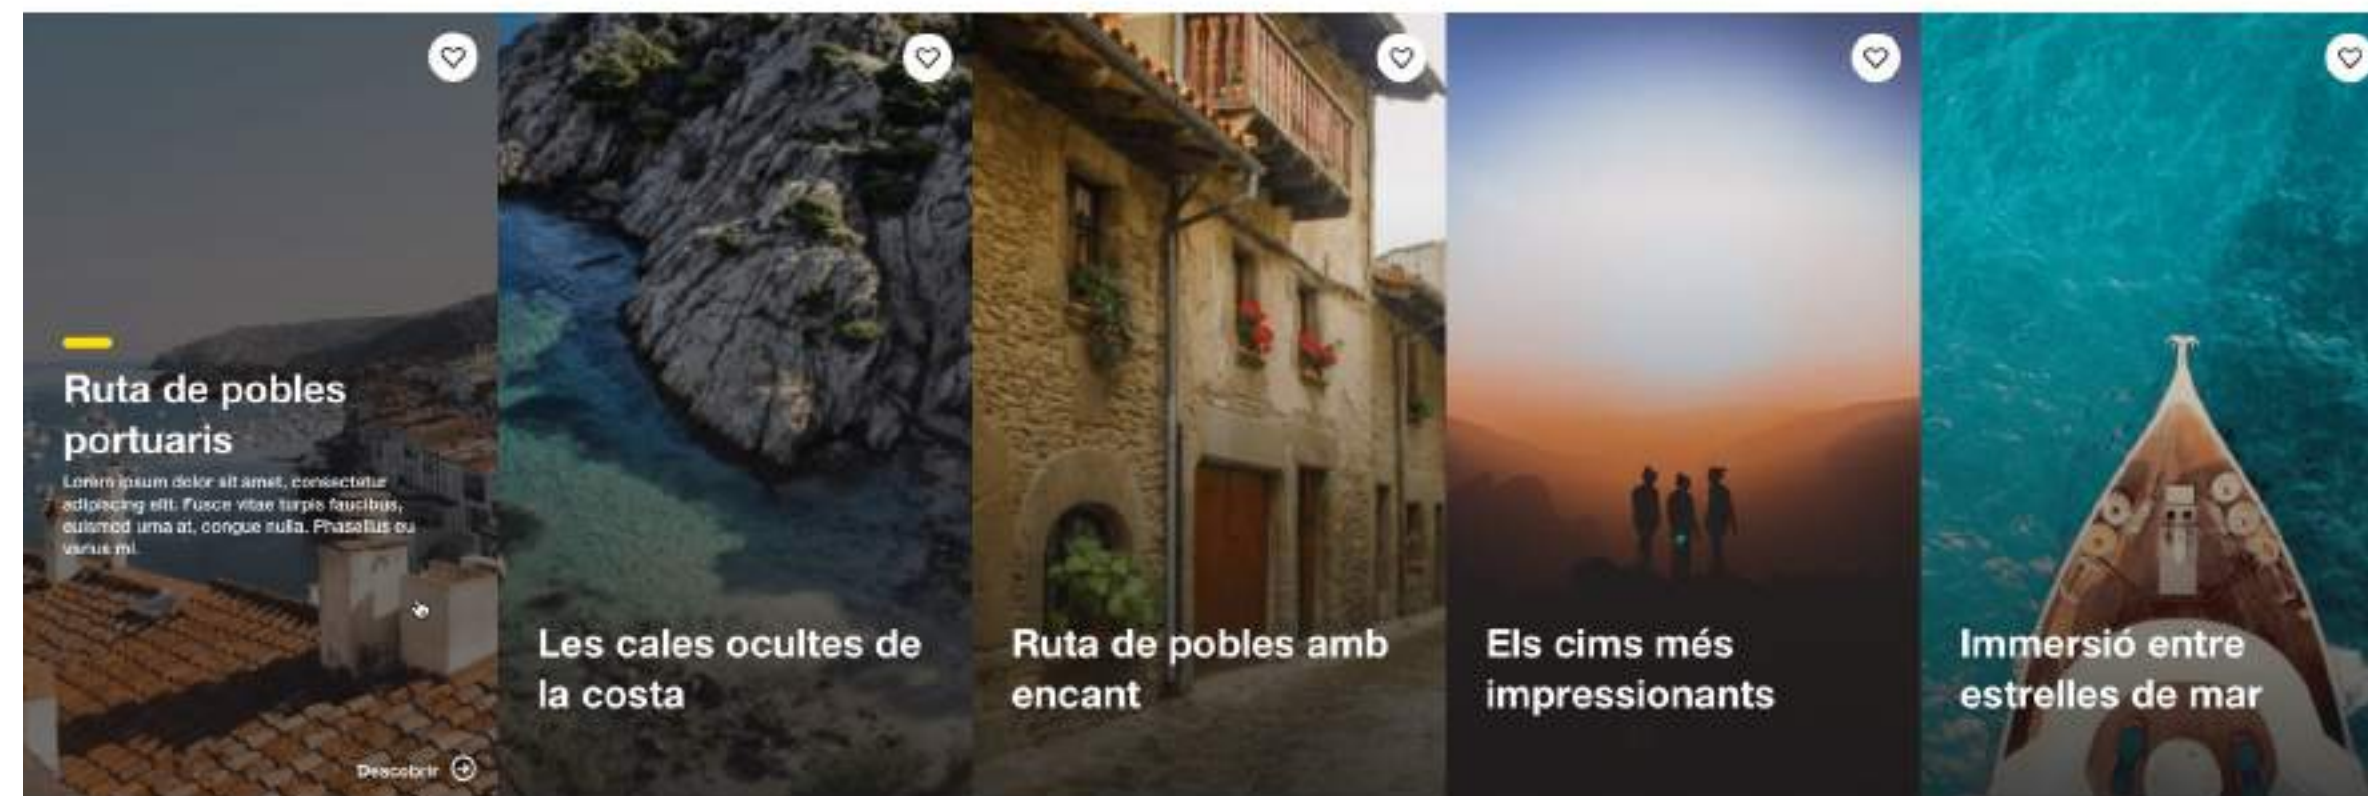 Ruta de pobles
portuaris
Lorem ipsum dolor sit amet, consectetur
adipiscing elit. Fusce vitae turpis faucibus,
euismod urna at, congue nulla. Phasellus eu
varius mi.
Descobrir
Les cales ocultes de
la costa
Ruta de pobles amb
encant
Els cims més
impressionants
Immersió entre
estrelles de mar